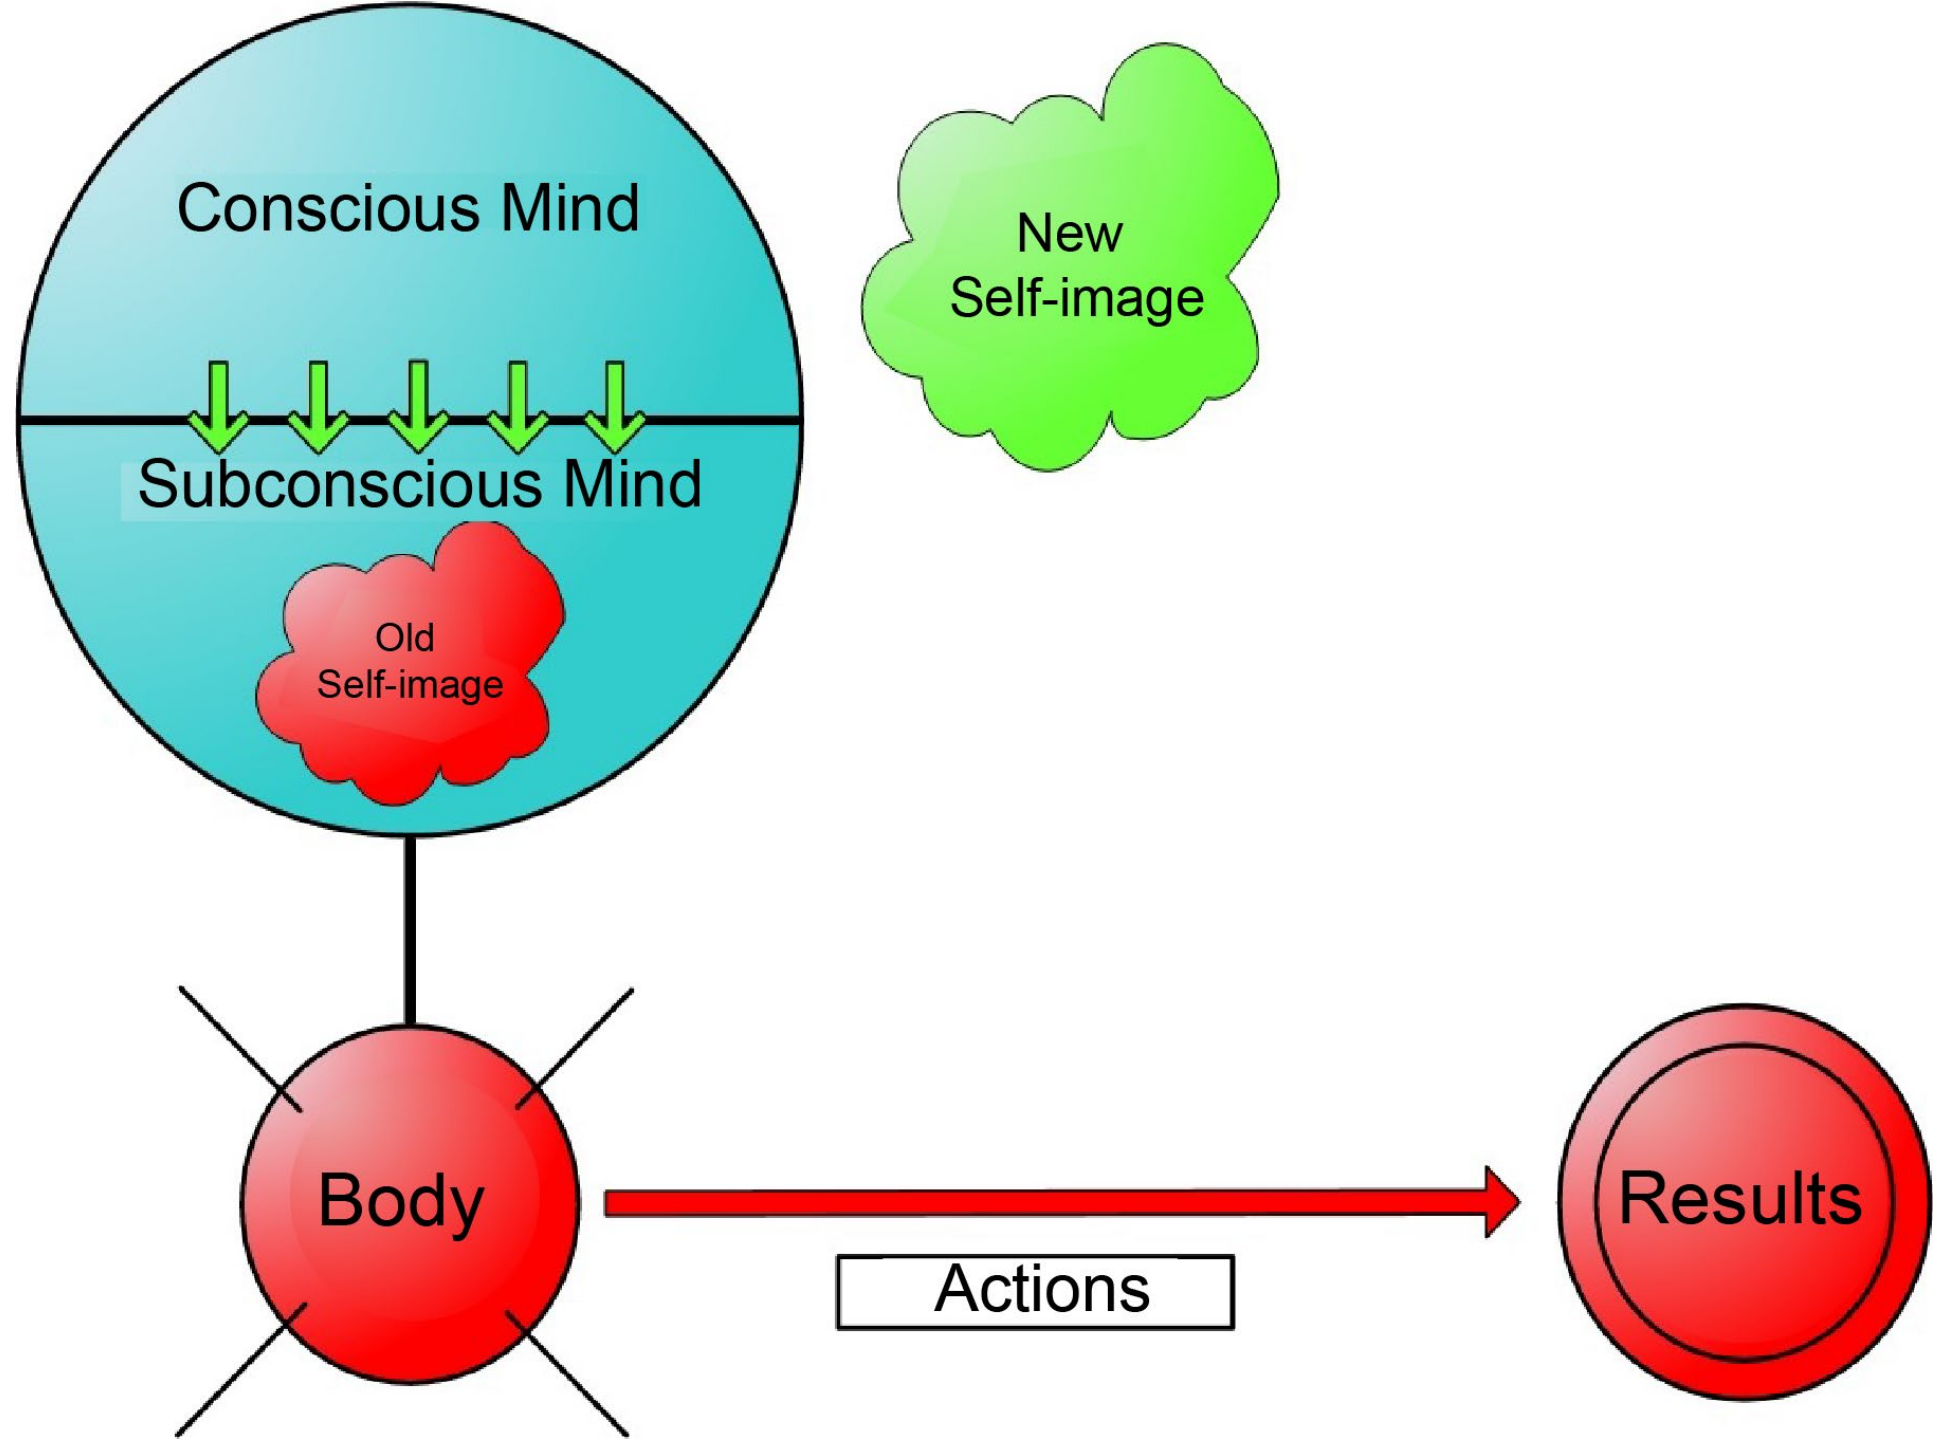 Conscious Mind
New
Self-image
Subconscious Mind
Old
Self-image
Body
Results
Actions